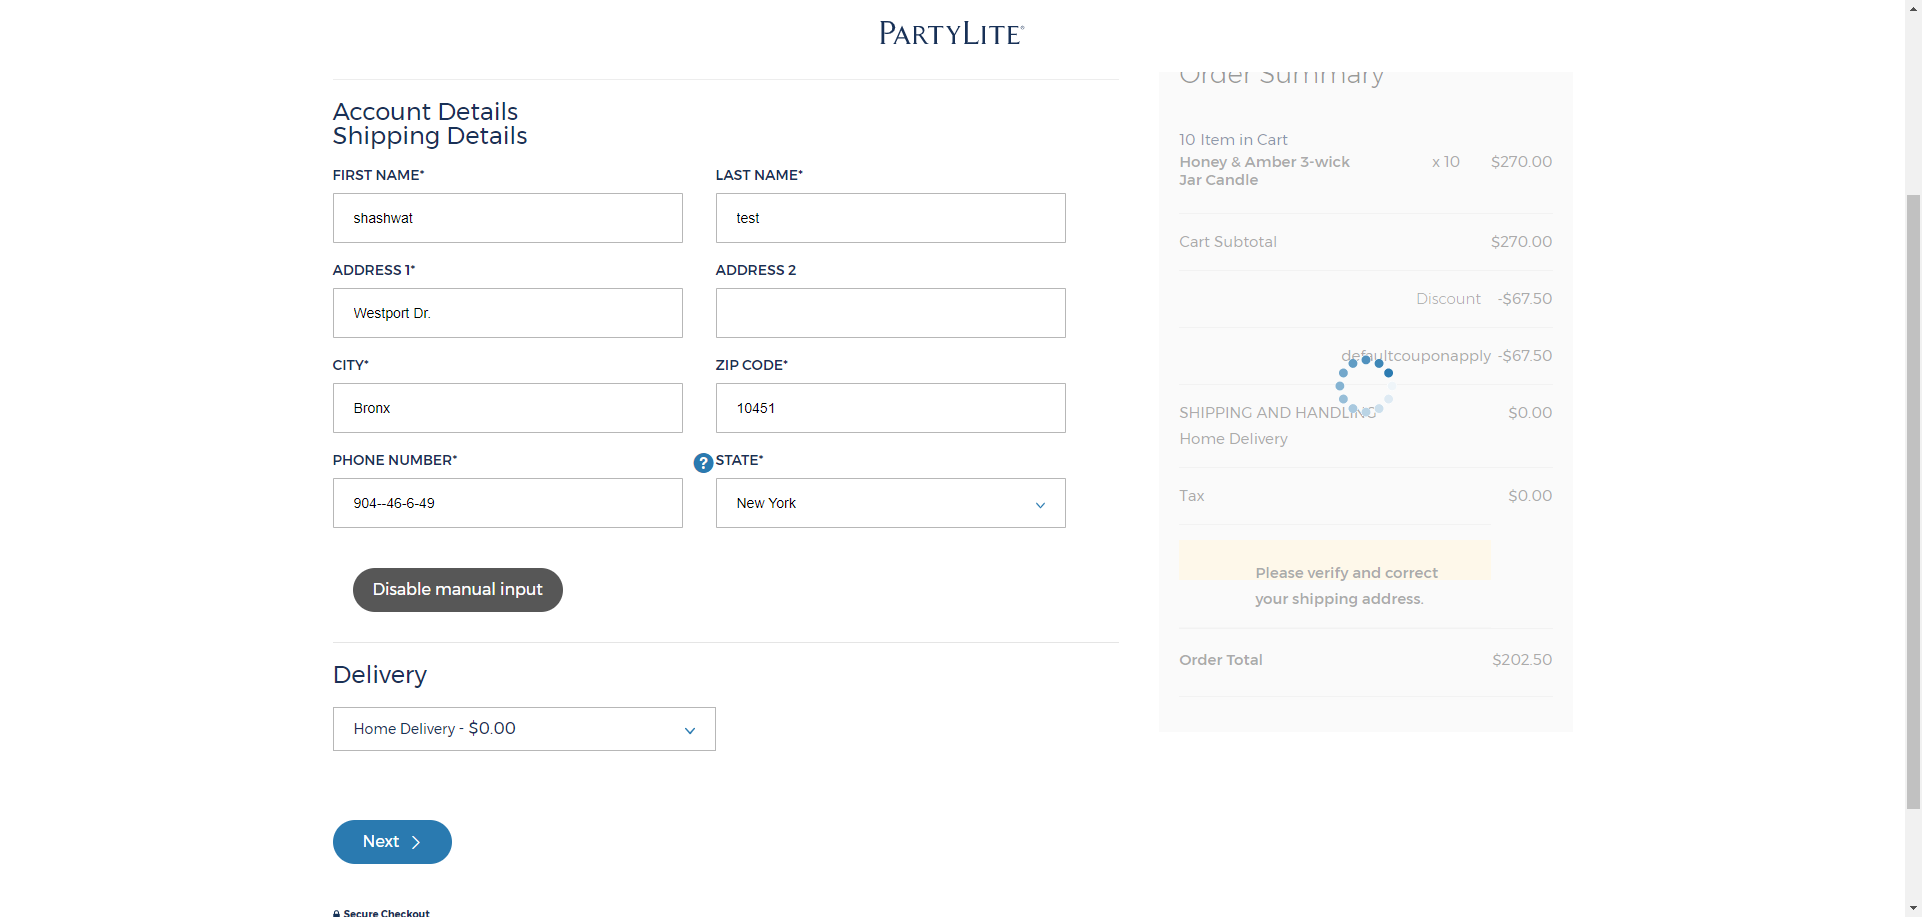 PARTYLITE®
Account Details
Shipping Details
FIRST NAME*
LAST NAME*
shashwat
test
ADDRESS 1*
ADDRESS 2
Westport Dr.
CITY*
ZIP CODE*
Bronx
10451
PHONE NUMBER*
? STATE*
904--46-6-49
New York
Disable manual input
Delivery
Home Delivery - $0.00
Next
Secure Checkout
Order Summary
10 Item in Cart
Honey & Amber 3-wick x 10 $270.00
Jar Candle
Cart Subtotal $270.00
Discount -$67.50
defaultcouponapply -$67.50
SHIPPING AND HANDLING $0.00
Home Delivery
Tax $0.00
Please verify and correct
your shipping address.
Order Total $202.50